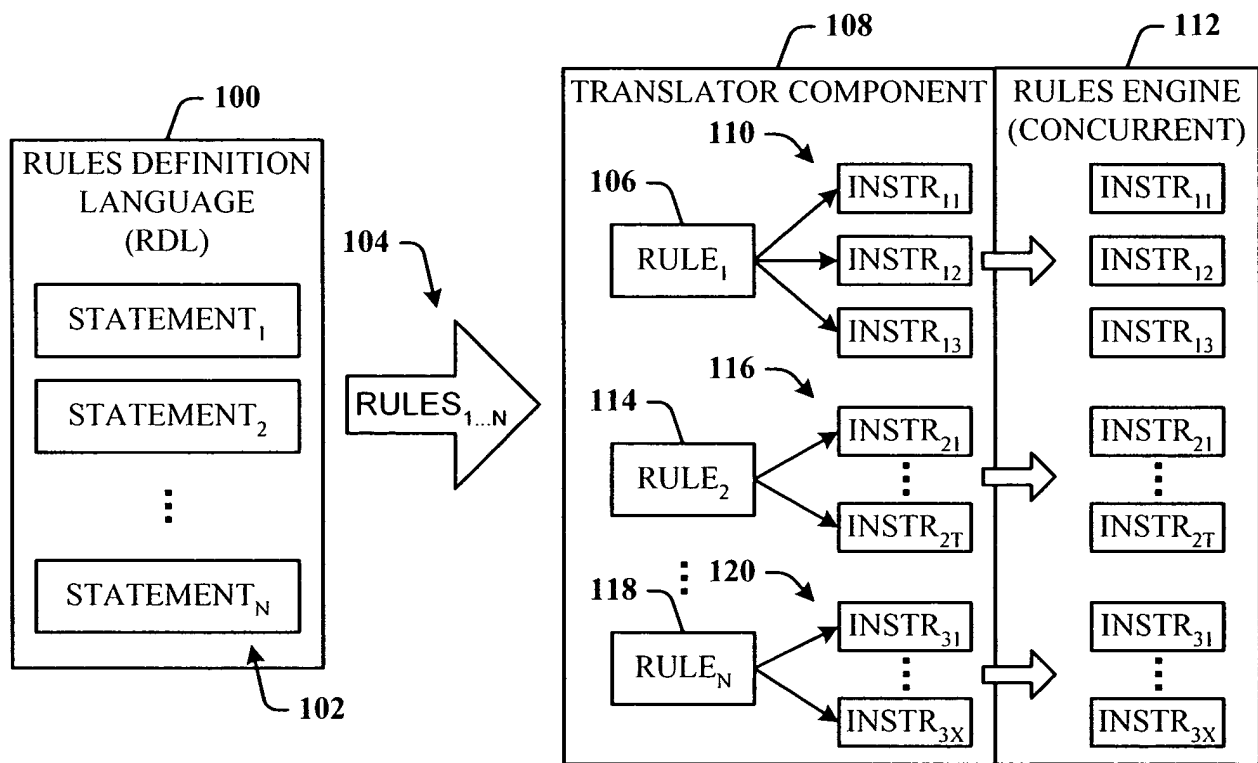 100
RULES DEFINITION
LANGUAGE
(RDL)
STATEMENT1
STATEMENT2
STATEMENTN
102
104
RULES1...N
108
TRANSLATOR COMPONENT
110
106
RULE1
INSTR11
INSTR12
INSTR13
116
114
RULE2
INSTR21
INSTR2T
120
118
RULEN
INSTR31
INSTR3X
112
RULES ENGINE
(CONCURRENT)
INSTR11
INSTR12
INSTR13
INSTR21
INSTR2T
INSTR31
INSTR3X